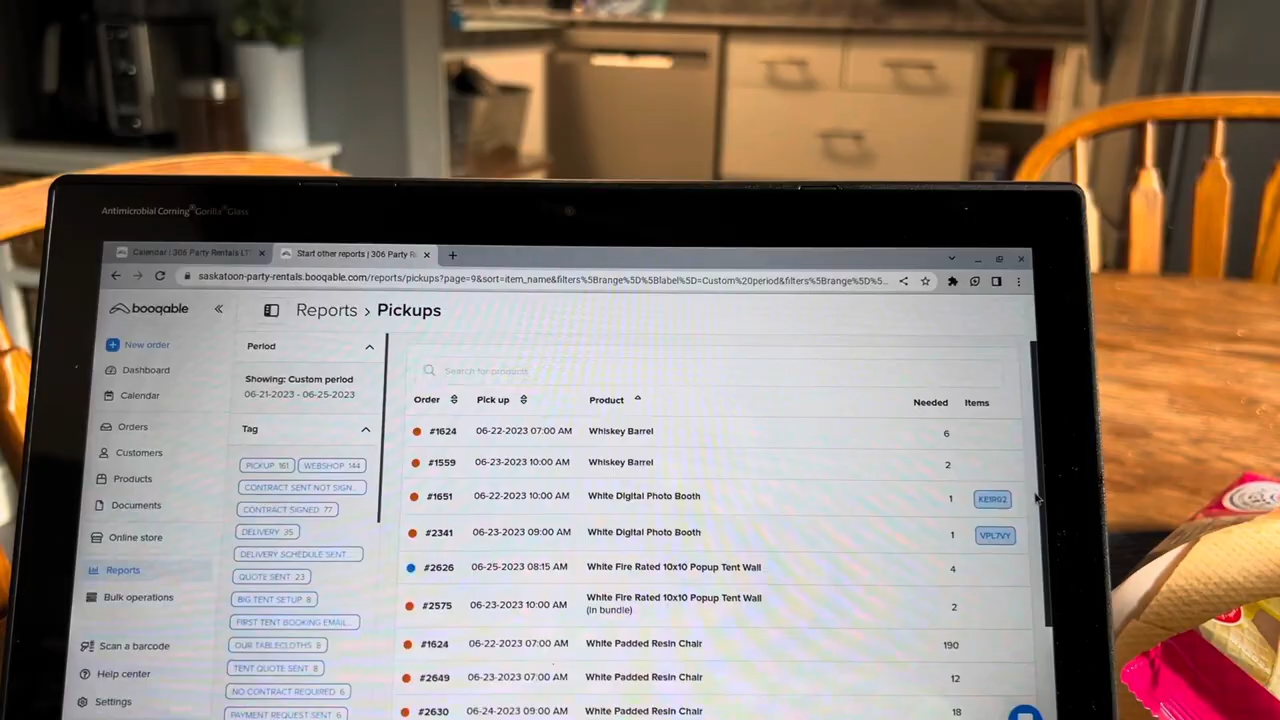 Antimicrobial Corning® Gorilla® Glass
Calendar | 306 Party Rentals LT
Start other reports | 306 Party R
saskatoon-party-rentals.booqable.com/reports/pickups?page=9&sort=item_name&filters%5Brange%5D%5Blabel%5D=Custom%20period&filters%5Brange%5D%5...
booqable
Reports > Pickups
New order
Dashboard
Calendar
Orders
Customers
Products
Documents
Online store
Reports
Bulk operations
Scan a barcode
Help center
Settings
Period
Showing: Custom period
06-21-2023 - 06-25-2023
Tag
PICKUP 161 WEBSHOP 144
CONTRACT SENT NOT SIGN...
CONTRACT SIGNED 77
DELIVERY 35
DELIVERY SCHEDULE SENT...
QUOTE SENT 23
BIG TENT SETUP 8
FIRST TENT BOOKING EMAIL...
OUR TABLECLOTHS 8
TENT QUOTE SENT 8
NO CONTRACT REQUIRED 6
PAYMENT REQUEST SENT 6
Search for products
Order Pick up Product Needed Items
#1624 06-22-2023 07:00 AM Whiskey Barrel 6
#1559 06-23-2023 10:00 AM Whiskey Barrel 2
#1651 06-22-2023 10:00 AM White Digital Photo Booth 1 KE1R02
#2341 06-23-2023 09:00 AM White Digital Photo Booth 1 VPL7VY
#2626 06-25-2023 08:15 AM White Fire Rated 10x10 Popup Tent Wall 4
#2575 06-23-2023 10:00 AM White Fire Rated 10x10 Popup Tent Wall 2
(in bundle)
#1624 06-22-2023 07:00 AM White Padded Resin Chair 190
#2649 06-23-2023 07:00 AM White Padded Resin Chair 12
#2630 06-24-2023 09:00 AM White Padded Resin Chair 18